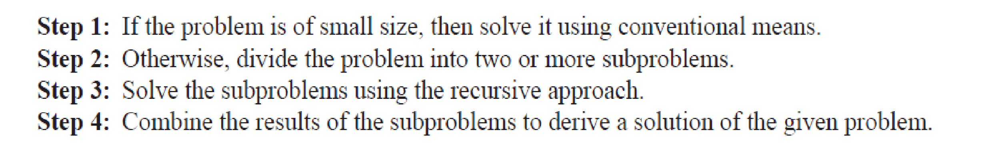 Step 1: If the problem is of small size, then solve it using conventional means.
Step 2: Otherwise, divide the problem into two or more subproblems.
Step 3: Solve the subproblems using the recursive approach.
Step 4: Combine the results of the subproblems to derive a solution of the given problem.